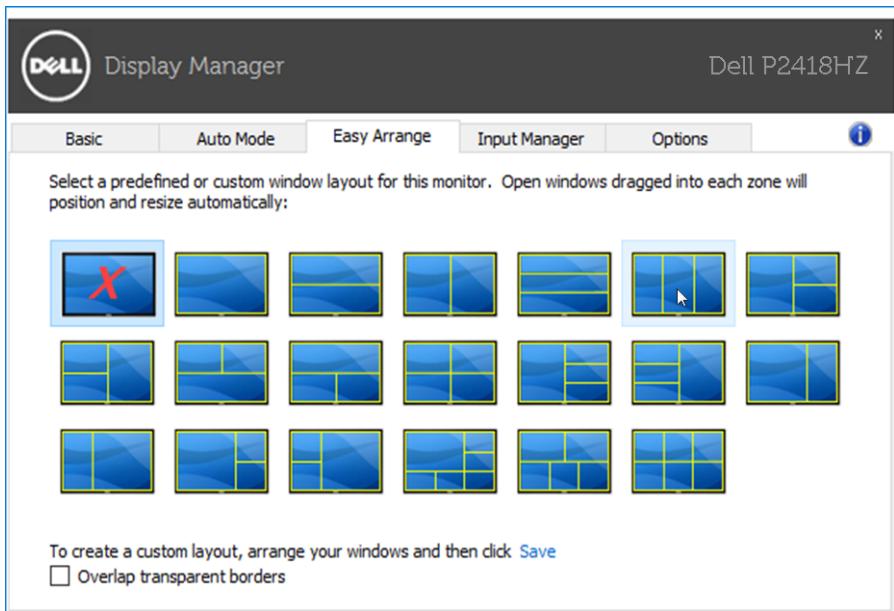 DELL
Display Manager
Dell P2418HZ
X
Basic
Auto Mode
Easy Arrange
Input Manager
Options
i
Select a predefined or custom window layout for this monitor. Open windows dragged into each zone will
position and resize automatically:
X
To create a custom layout, arrange your windows and then click Save
Overlap transparent borders